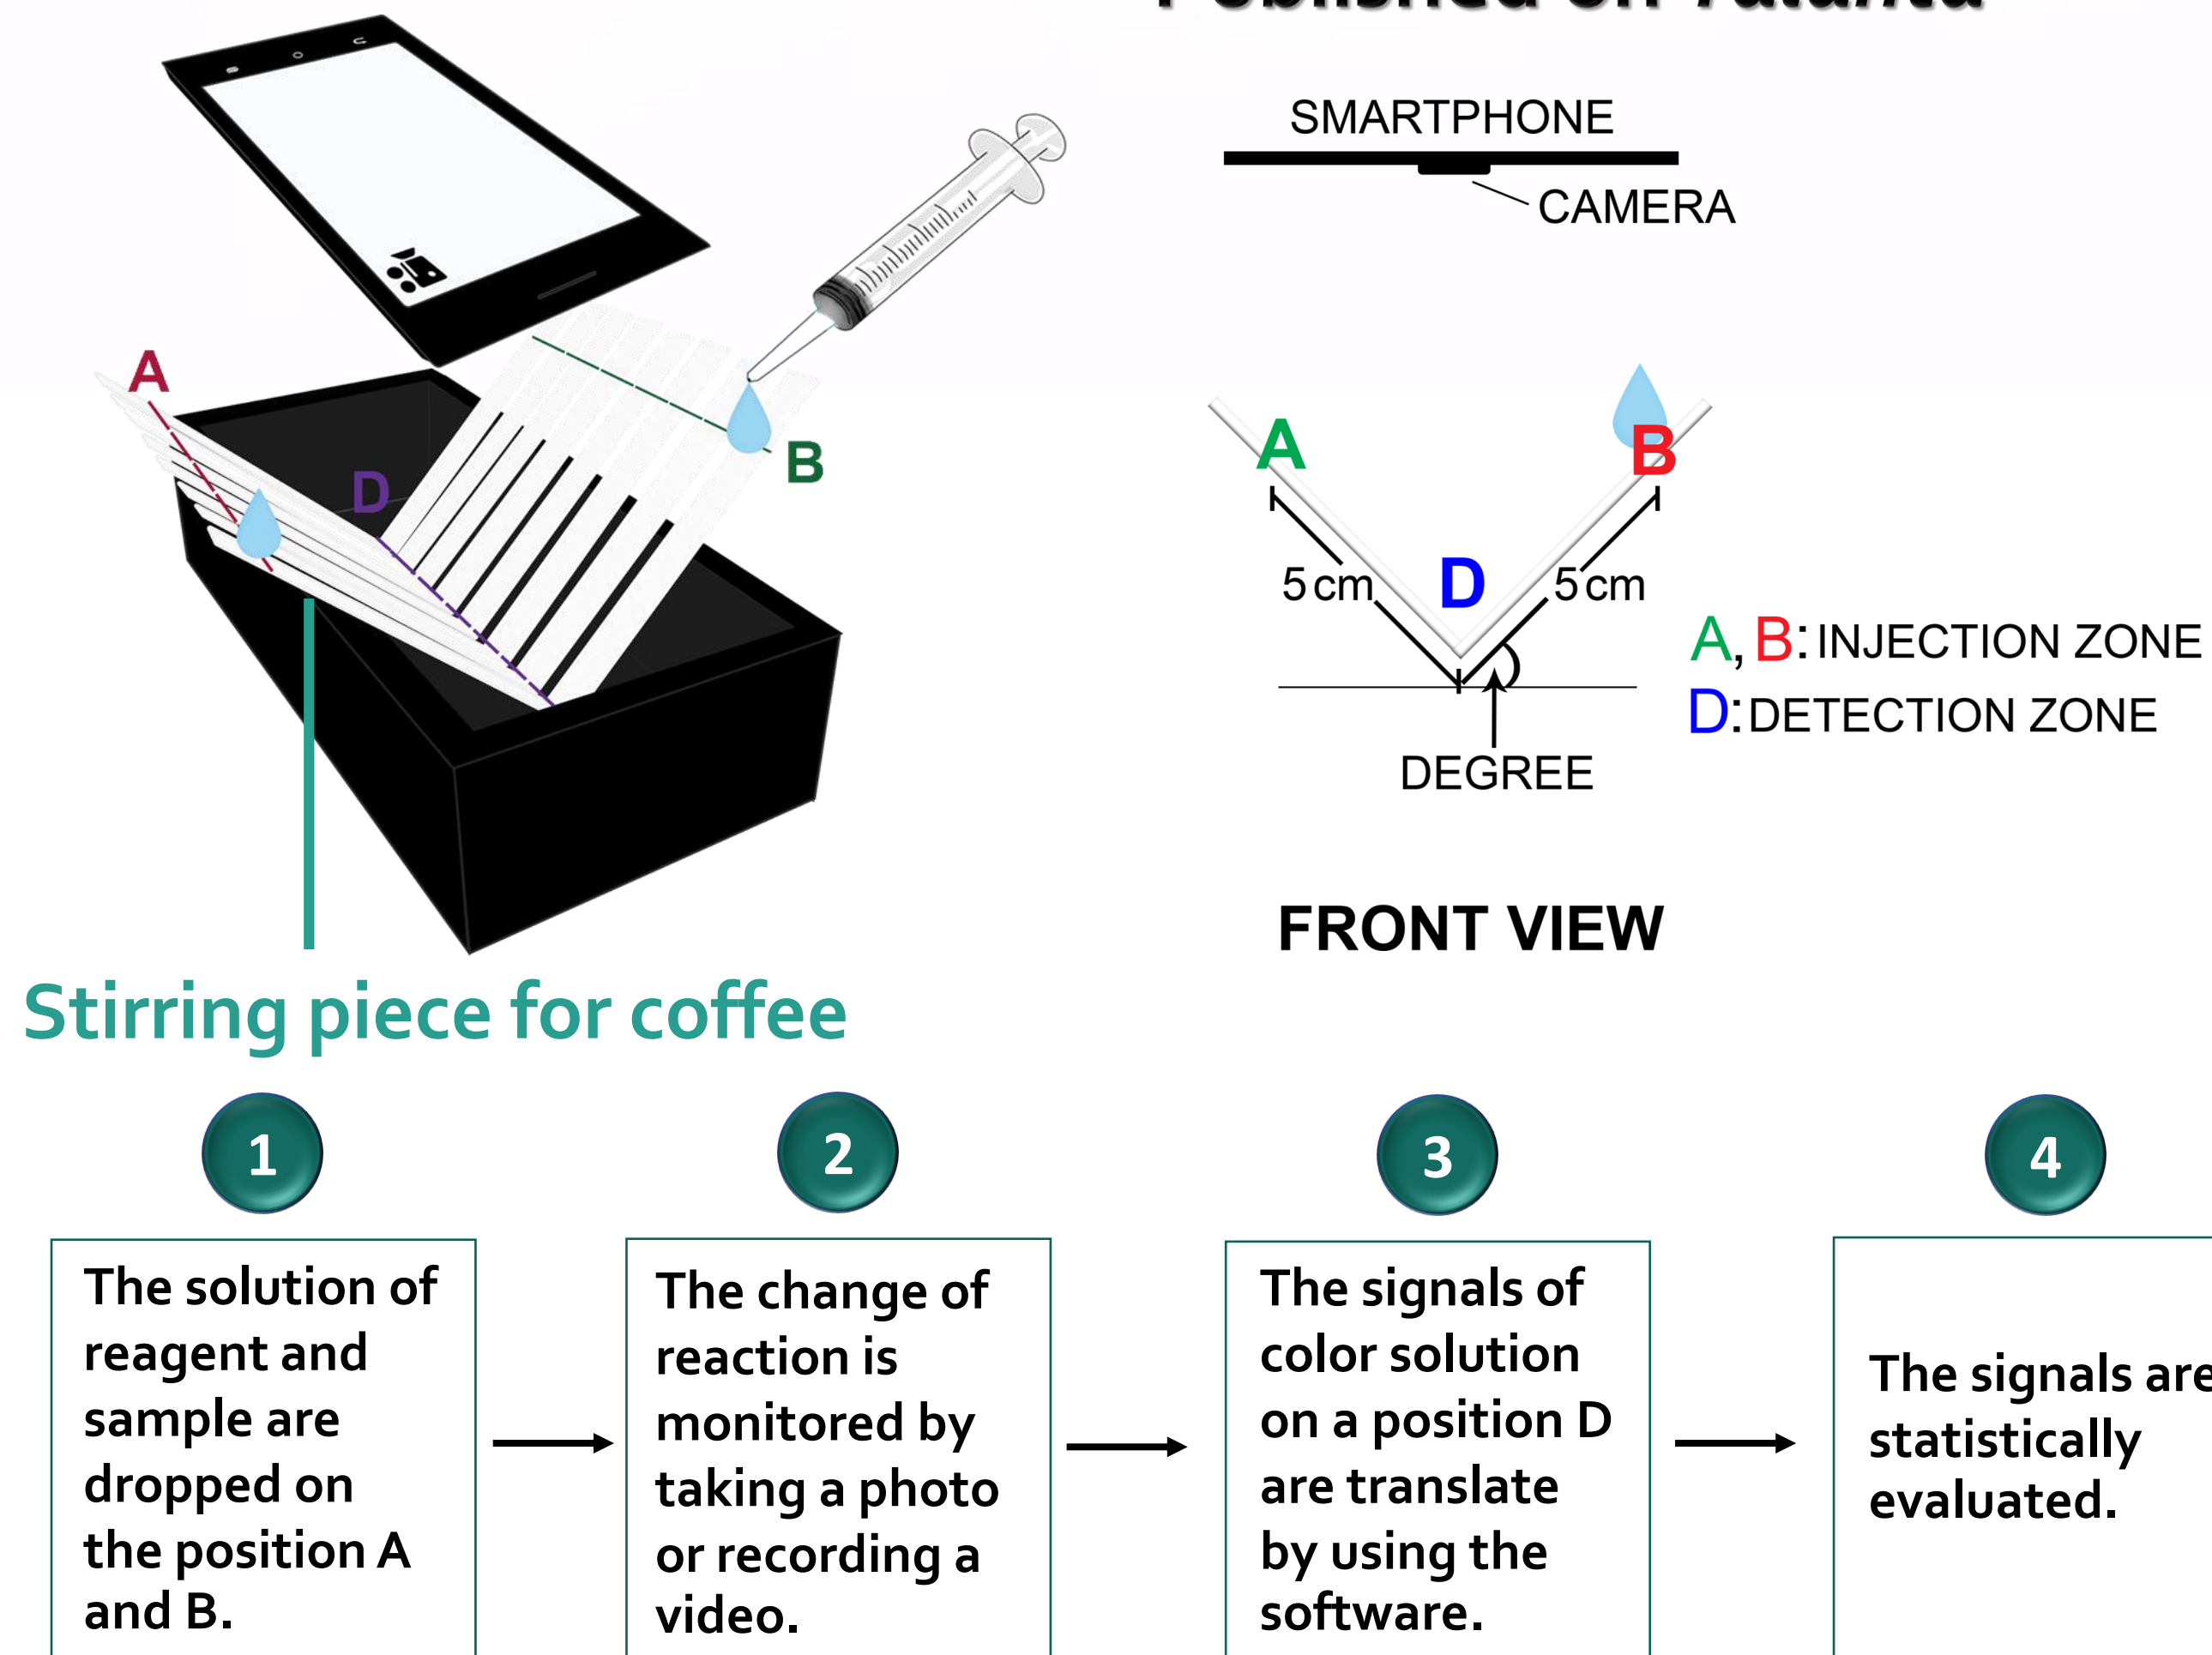 Published on Talanta
SMARTPHONE
CAMERA
A
B
D
A
B
D
5 cm
5 cm
A, B: INJECTION ZONE
D: DETECTION ZONE
DEGREE
FRONT VIEW
Stirring piece for coffee
1
2
3
4
The solution of
reagent and
sample are
dropped on
the position A
and B.
The change of
reaction is
monitored by
taking a photo
or recording a
video.
The signals of
color solution
on a position D
are translate
by using the
software.
The signals are
statistically
evaluated.